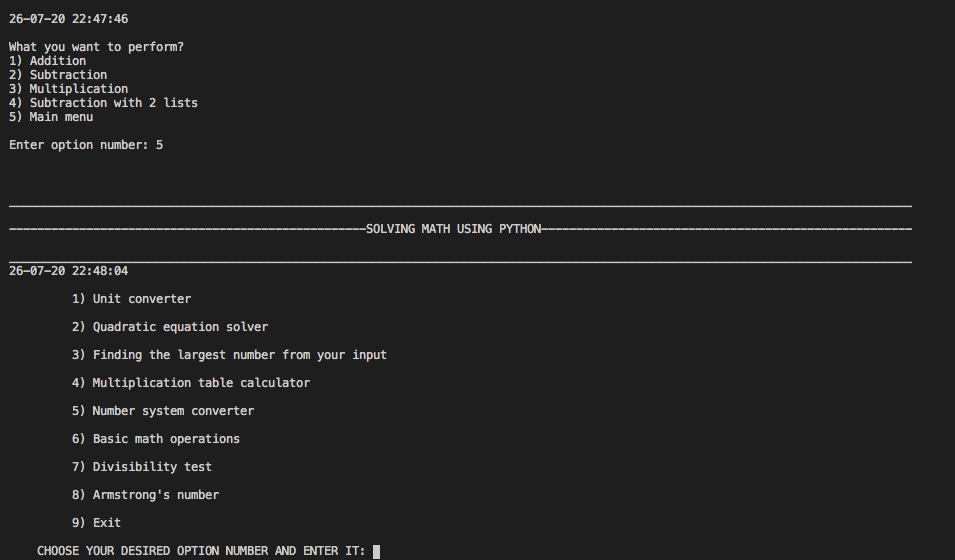 26-07-20 22:47:46
What you want to perform?
1) Addition
2) Subtraction
3) Multiplication
4) Subtraction with 2 lists
5) Main menu
Enter option number: 5
---------------------------------------------------SOLVING MATH USING PYTHON-----------------------------------------------------
26-07-20 22:48:04
1) Unit converter
2) Quadratic equation solver
3) Finding the largest number from your input
4) Multiplication table calculator
5) Number system converter
6) Basic math operations
7) Divisibility test
8) Armstrong's number
9) Exit
CHOOSE YOUR DESIRED OPTION NUMBER AND ENTER IT: